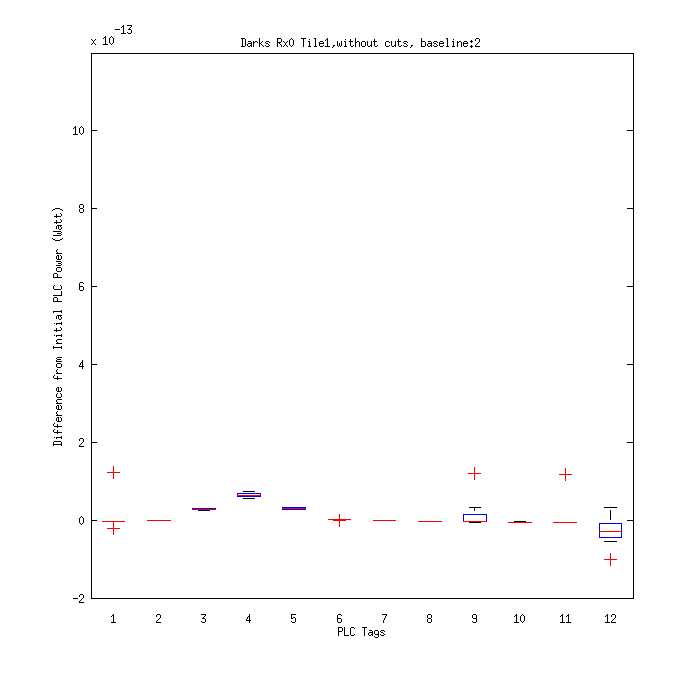 x 10^-13
Darks Rx0 Tile1,without cuts, baseline:2
Difference from Initial PLC Power (Watt)
10
8
6
4
2
0
-2
1 2 3 4 5 6 7 8 9 10 11 12
PLC Tags